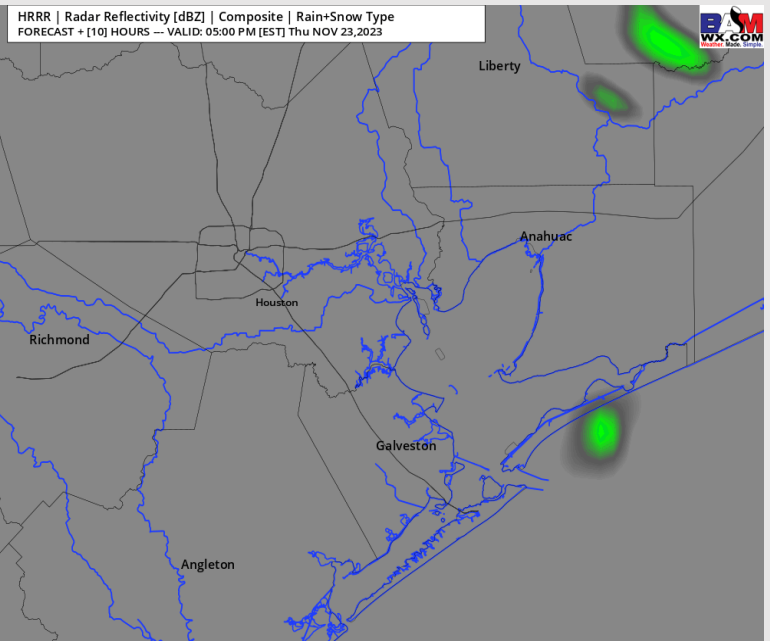 HRRR | Radar Reflectivity [dBZ] | Composite | Rain+Snow Type
FORECAST + [10] HOURS --- VALID: 05:00 PM [EST] Thu NOV 23,2023
BAM
WX.COM
Weather. Made. Simple.
Liberty
Anahuac
Houston
Richmond
Galveston
Angleton